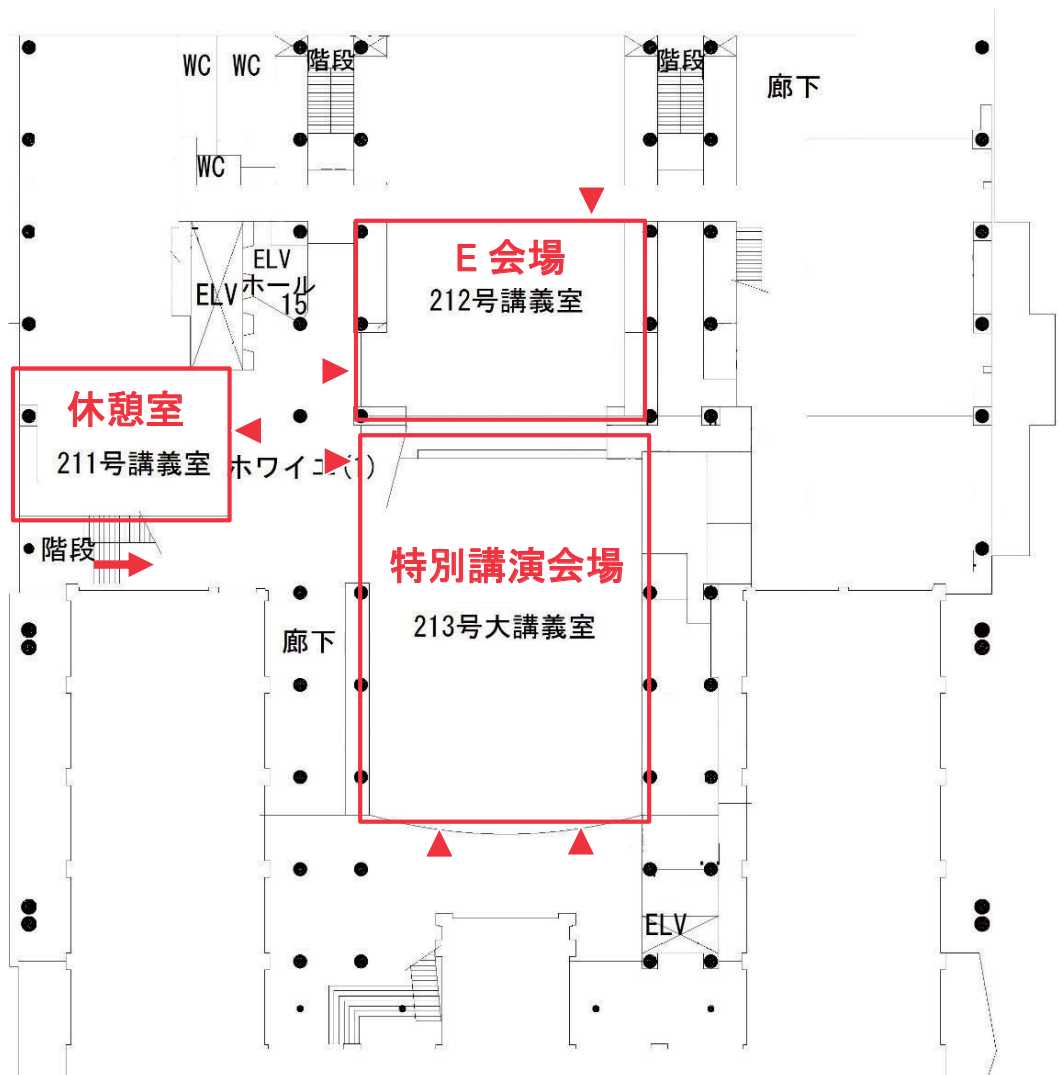 階段
階段
WC
WC
廊下
WC
E 会場
ELV
ホール
ELV
15
212号講義室
休憩室
211号講義室
ホワイエ(1)
階段
特別講演会場
213号大講義室
廊下
ELV